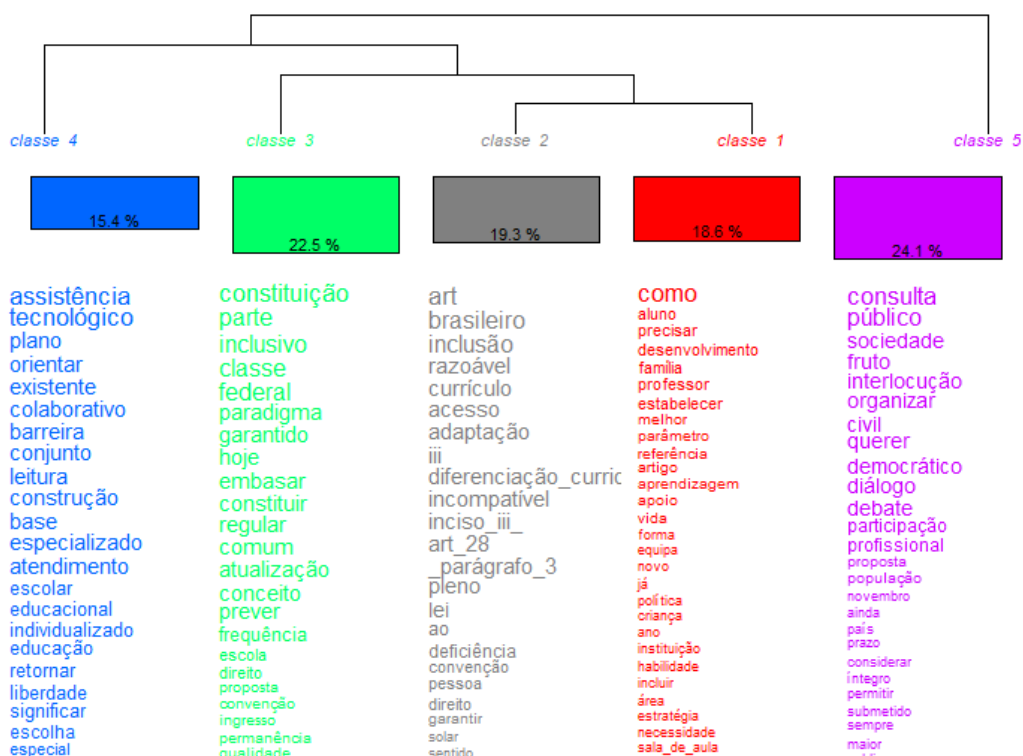 classe 4
classe 3
classe 2
classe 1
classe 5
15.4 %
22.5 %
19.3 %
18.6 %
24.1 %
assistência
tecnológico
plano
orientar
existente
colaborativo
barreira
conjunto
leitura
construção
base
especializado
atendimento
escolar
educacional
individualizado
educação
retornar
liberdade
significar
escolha
especial
constituição
parte
inclusivo
classe
federal
paradigma
garantido
hoje
embasar
constituir
regular
comum
atualização
conceito
prever
frequência
escola
direito
proposta
convenção
ingresso
permanência
qualidade
art
brasileiro
inclusão
razoável
currículo
acesso
adaptação
iii
diferenciação_curric
incompatível
inciso_iii_
art_28
_parágrafo_3
pleno
lei
ao
deficiência
convenção
pessoa
direito
garantir
solar
sentido
como
aluno
precisar
desenvolvimento
família
professor
estabelecer
melhor
parâmetro
referência
artigo
aprendizagem
apoio
vida
forma
equipa
novo
já
política
criança
ano
instituição
habilidade
incluir
área
estratégia
necessidade
sala_de_aula
consulta
público
sociedade
fruto
interlocução
organizar
civil
querer
democrático
diálogo
debate
participação
profissional
proposta
população
novembro
ainda
país
prazo
considerar
íntegro
permitir
submetido
sempre
maior